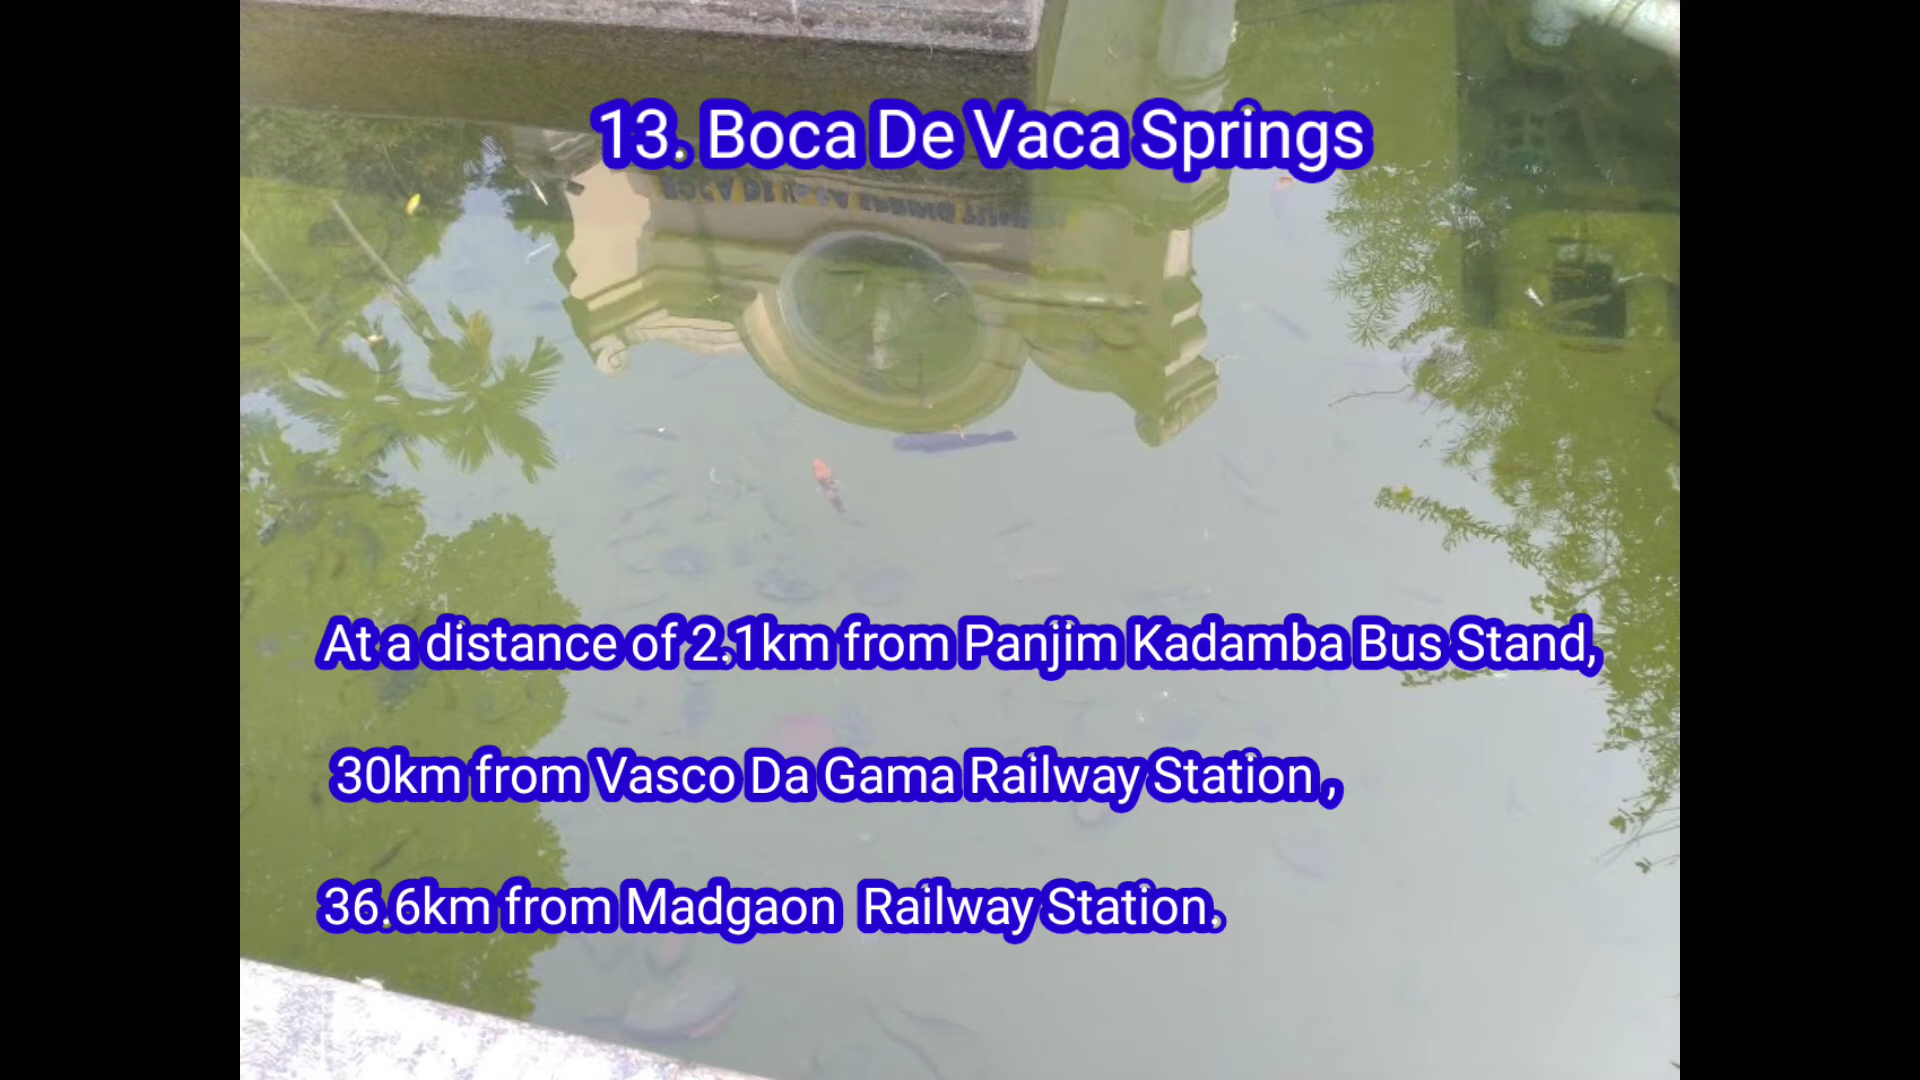 13. Boca De Vaca Springs
At a distance of 2.1km from Panjim Kadamba Bus Stand,
30km from Vasco Da Gama Railway Station ,
36.6km from Madgaon Railway Station.